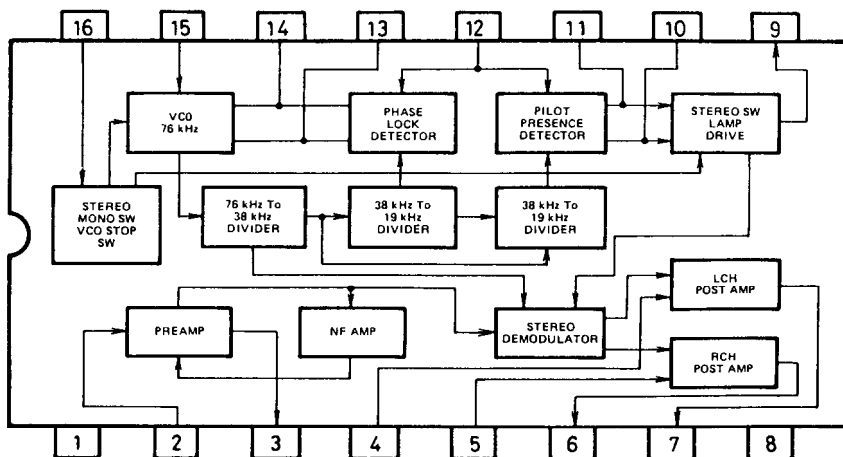 16 15 14 13 12 11 10 9
VCO
76 kHz
PHASE
LOCK
DETECTOR
PILOT
PRESENCE
DETECTOR
STEREO SW
LAMP
DRIVE
STEREO
MONO SW
VCO STOP
SW
76 kHz To
38 kHz
DIVIDER
38 kHz To
19 kHz
DIVIDER
38 kHz To
19 kHz
DIVIDER
LCH
POST AMP
PREAMP
NF AMP
STEREO
DEMODULATOR
RCH
POST AMP
1 2 3 4 5 6 7 8